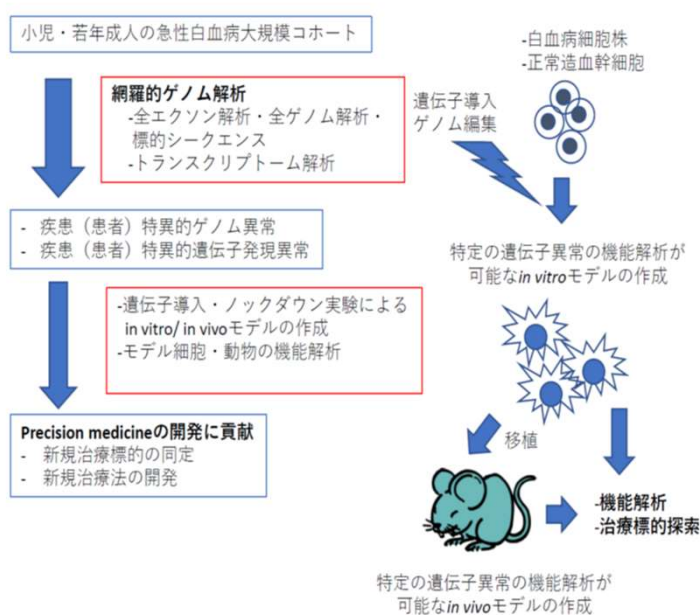 小児・若年成人の急性白血病大規模コホート
網羅的ゲノム解析
-全エクソン解析・全ゲノム解析・
標的シークエンス
-トランスクリプトーム解析
- 疾患（患者）特異的ゲノム異常
- 疾患（患者）特異的遺伝子発現異常
-遺伝子導入・ノックダウン実験による
in vitro/ in vivoモデルの作成
-モデル細胞・動物の機能解析
Precision medicineの開発に貢献
- 新規治療標的の同定
- 新規治療法の開発
-白血病細胞株
-正常造血幹細胞
遺伝子導入
ゲノム編集
特定の遺伝子異常の機能解析が
可能なin vitroモデルの作成
移植
-機能解析
-治療標的探索
特定の遺伝子異常の機能解析が
可能なin vivoモデルの作成